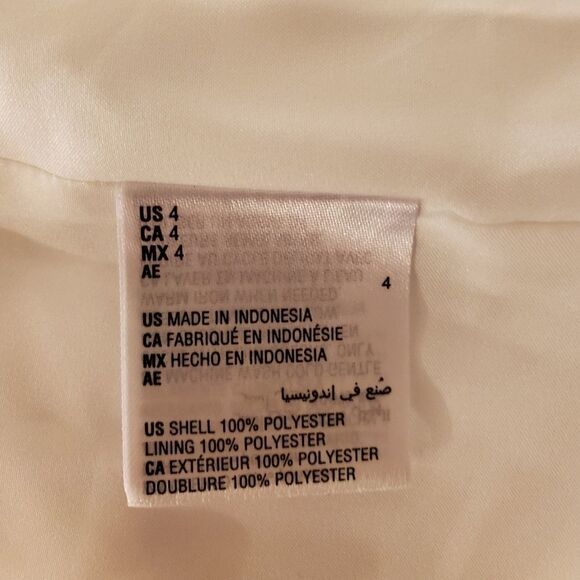 US 4
CA 4
MX 4
AE 4
US MADE IN INDONESIA
CA FABRIQUÉ EN INDONÉSIE
MX HECHO EN INDONESIA
AE
صُنع في إندونيسيا
US SHELL 100% POLYESTER
LINING 100% POLYESTER
CA EXTÉRIEUR 100% POLYESTER
DOUBLURE 100% POLYESTER